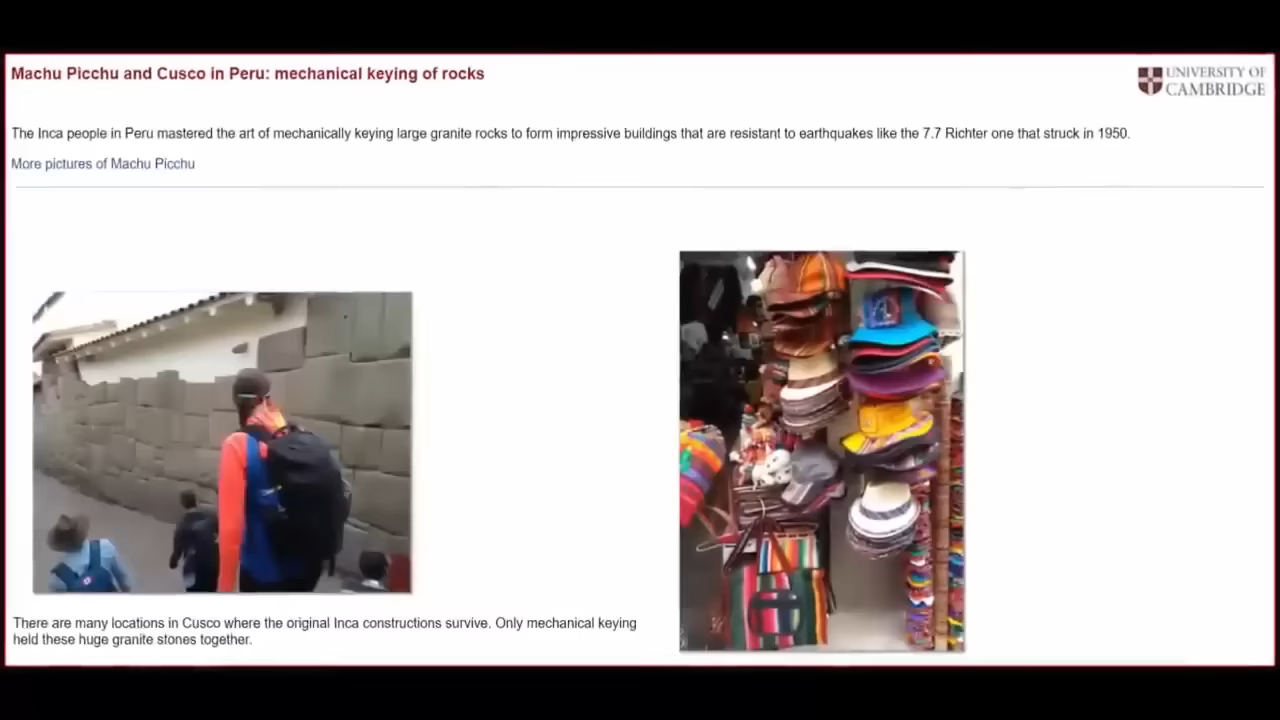 Machu Picchu and Cusco in Peru: mechanical keying of rocks
UNIVERSITY OF
CAMBRIDGE
The Inca people in Peru mastered the art of mechanically keying large granite rocks to form impressive buildings that are resistant to earthquakes like the 7.7 Richter one that struck in 1950.
More pictures of Machu Picchu
There are many locations in Cusco where the original Inca constructions survive. Only mechanical keying
held these huge granite stones together.